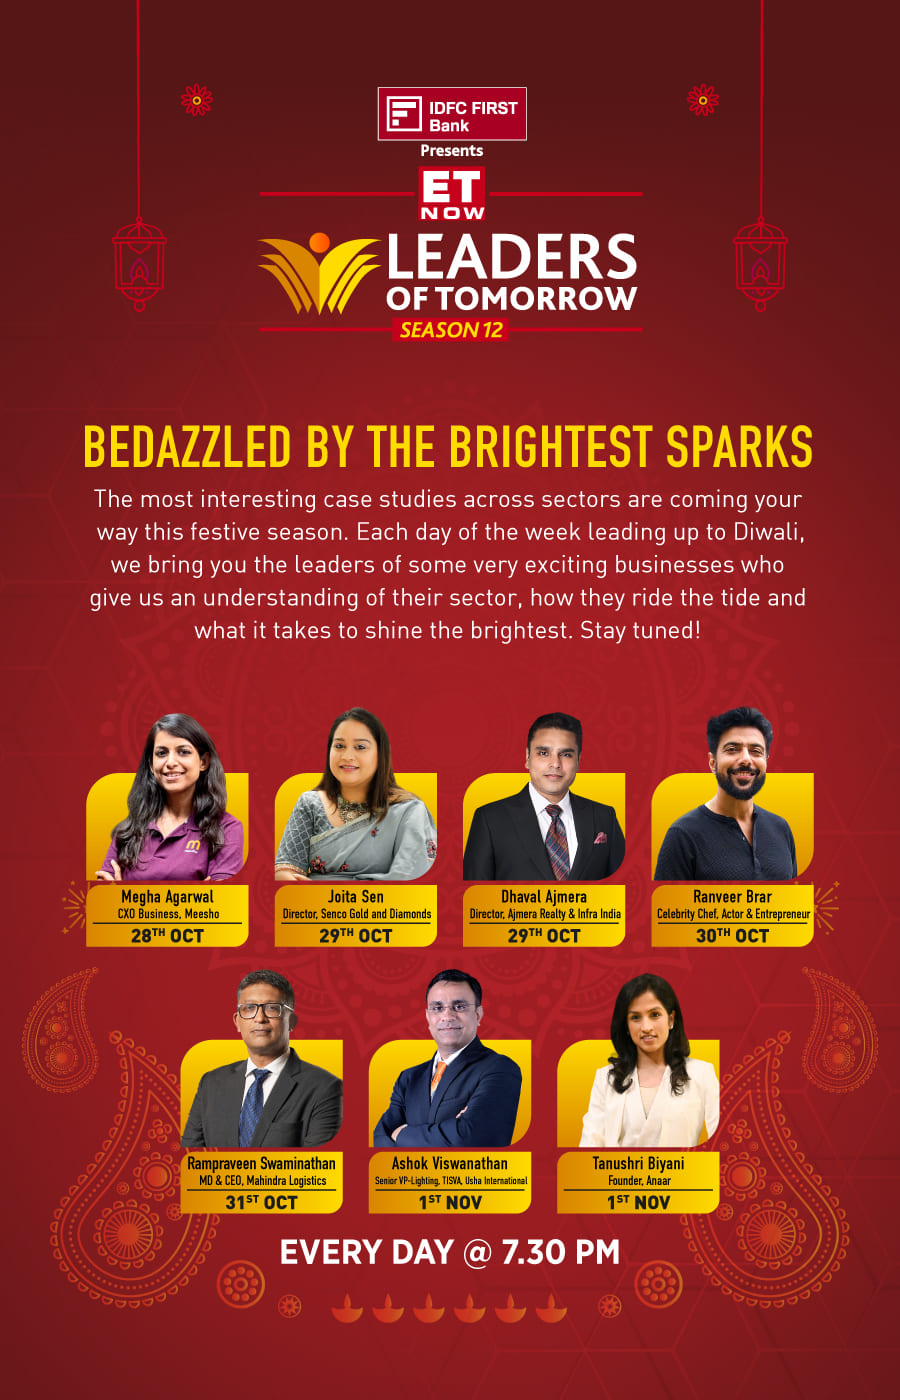 IDFC FIRST
Bank
Presents
ET
NOW
LEADERS
OF TOMORROW
SEASON 12
BEDAZZLED BY THE BRIGHTEST SPARKS
The most interesting case studies across sectors are coming your
way this festive season. Each day of the week leading up to Diwali,
we bring you the leaders of some very exciting businesses who
give us an understanding of their sector, how they ride the tide and
what it takes to shine the brightest. Stay tuned!
Megha Agarwal
CXO Business, Meesho
28TH OCT
Joita Sen
Director, Senco Gold and Diamonds
29TH OCT
Dhaval Ajmera
Director, Ajmera Realty & Infra India
29TH OCT
Ranveer Brar
Celebrity Chef, Actor & Entrepreneur
30TH OCT
Rampraveen Swaminathan
MD & CEO, Mahindra Logistics
31ST OCT
Ashok Viswanathan
Senior VP-Lighting, TISVA, Usha International
1ST NOV
Tanushri Biyani
Founder, Anaar
1ST NOV
EVERY DAY @ 7.30 PM